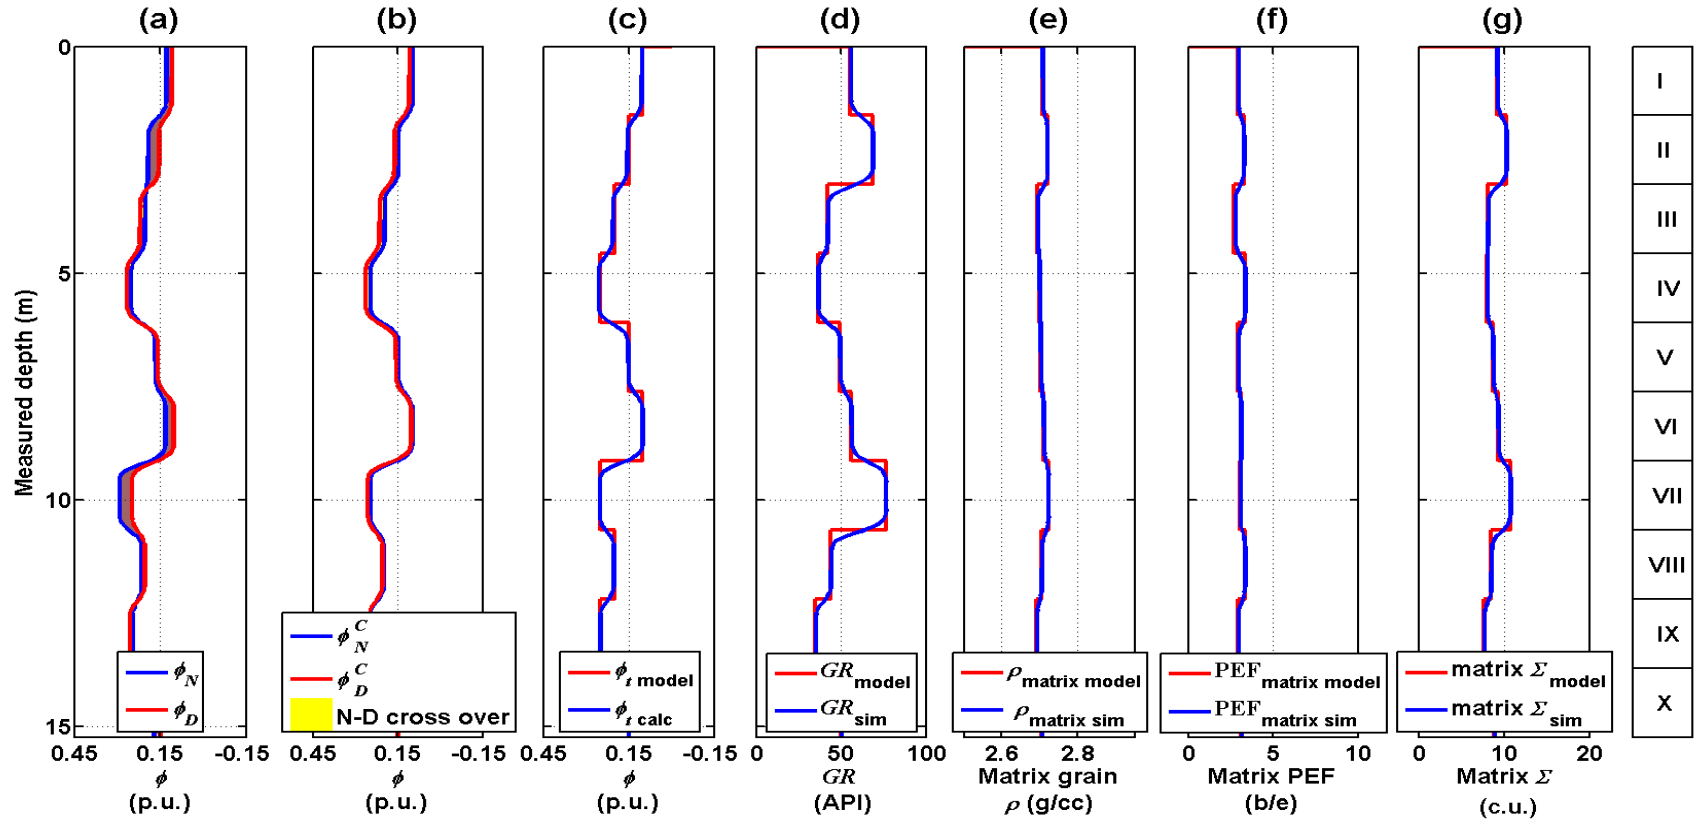 (a) (b) (c) (d) (e) (f) (g)
Measured depth (m)
0
5
10
15
I
II
III
IV
V
VI
VII
VIII
IX
X
ϕN
ϕD
ϕN^C
ϕD^C
N-D cross over
ϕt model
ϕt calc
GRmodel
GRsim
ρmatrix model
ρmatrix sim
PEFmatrix model
PEFmatrix sim
matrix Σmodel
matrix Σsim
0.45 0.15 -0.15
ϕ
(p.u.)
0.45 0.15 -0.15
ϕ
(p.u.)
0.45 0.15 -0.15
ϕ
(p.u.)
0 50 100
GR
(API)
2.6 2.8
Matrix grain
ρ (g/cc)
0 5 10
Matrix PEF
(b/e)
0 10 20
Matrix Σ
(c.u.)